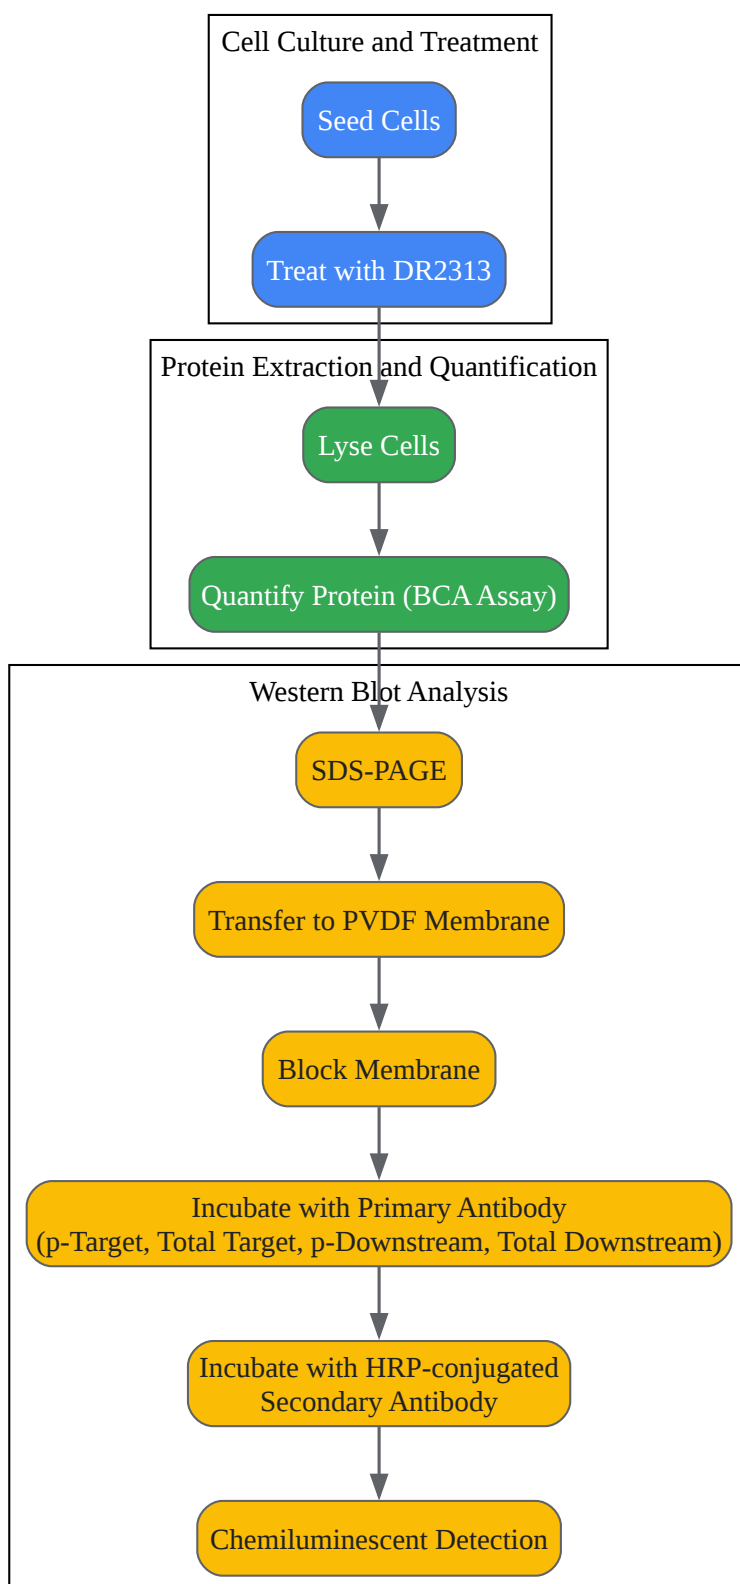 Cell Culture and Treatment
Seed Cells
Treat with DR2313
Protein Extraction and Quantification
Lyse Cells
Quantify Protein (BCA Assay)
Western Blot Analysis
SDS-PAGE
Transfer to PVDF Membrane
Block Membrane
Incubate with Primary Antibody
(p-Target, Total Target, p-Downstream, Total Downstream)
Incubate with HRP-conjugated
Secondary Antibody
Chemiluminescent Detection